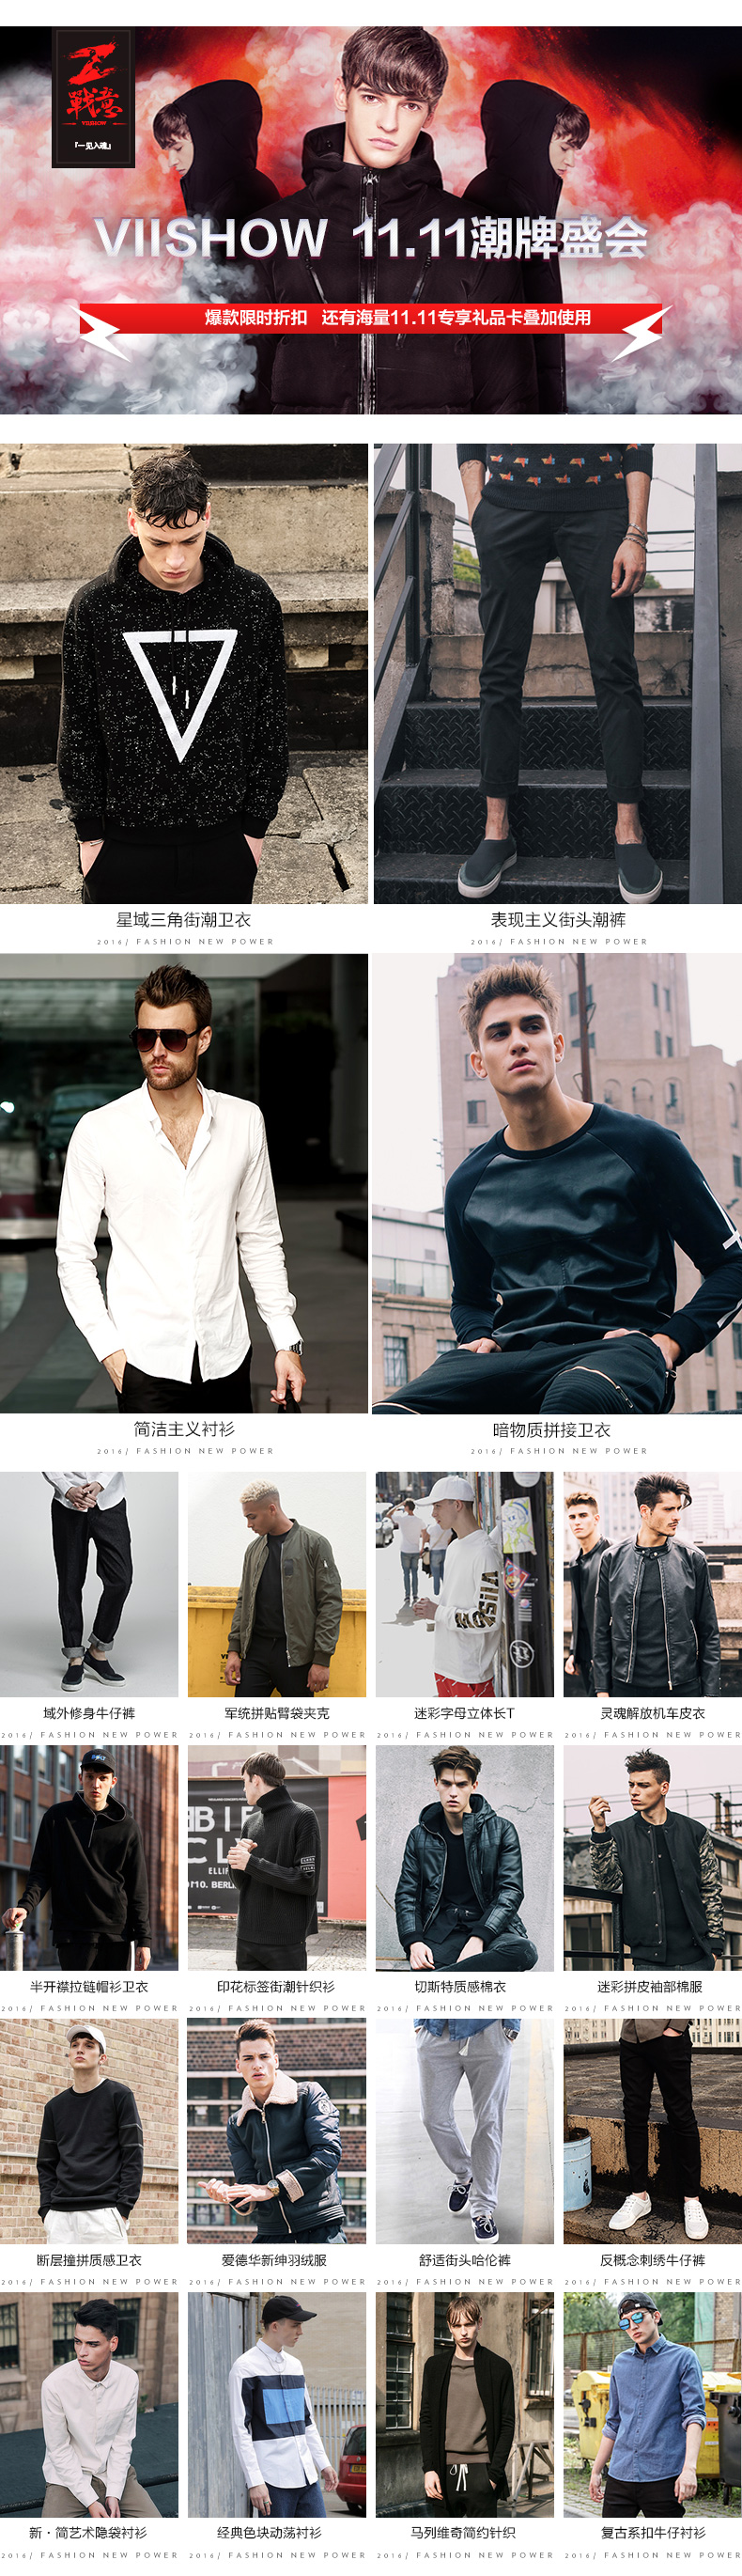 戰意
VIISHOW
「一见入魂」
VIISHOW 11.11潮牌盛会
爆款限时折扣 还有海量11.11专享礼品卡叠加使用
星域三角街潮卫衣
表现主义街头潮裤
2016/ FASHION NEW POWER
2016/ FASHION NEW POWER
简洁主义衬衫
暗物质拼接卫衣
2016/ FASHION NEW POWER
2016/ FASHION NEW POWER
域外修身牛仔裤
军统拼贴臂袋夹克
迷彩字母立体长T
灵魂解放机车皮衣
2016/ FASHION NEW POWER
2016/ FASHION NEW POWER
2016/ FASHION NEW POWER
2016/ FASHION NEW POWER
半开襟拉链帽衫卫衣
印花标签街潮针织衫
切斯特质感棉衣
迷彩拼皮袖部棉服
2016/ FASHION NEW POWER
2016/ FASHION NEW POWER
2016/ FASHION NEW POWER
2016/ FASHION NEW POWER
断层撞拼质感卫衣
爱德华新绅羽绒服
舒适街头哈伦裤
反概念刺绣牛仔裤
2016/ FASHION NEW POWER
2016/ FASHION NEW POWER
2016/ FASHION NEW POWER
2016/ FASHION NEW POWER
新·简艺术隐袋衬衫
经典色块动荡衬衫
马列维奇简约针织
复古系扣牛仔衬衫
2016/ FASHION NEW POWER
2016/ FASHION NEW POWER
2016/ FASHION NEW POWER
2016/ FASHION NEW POWER